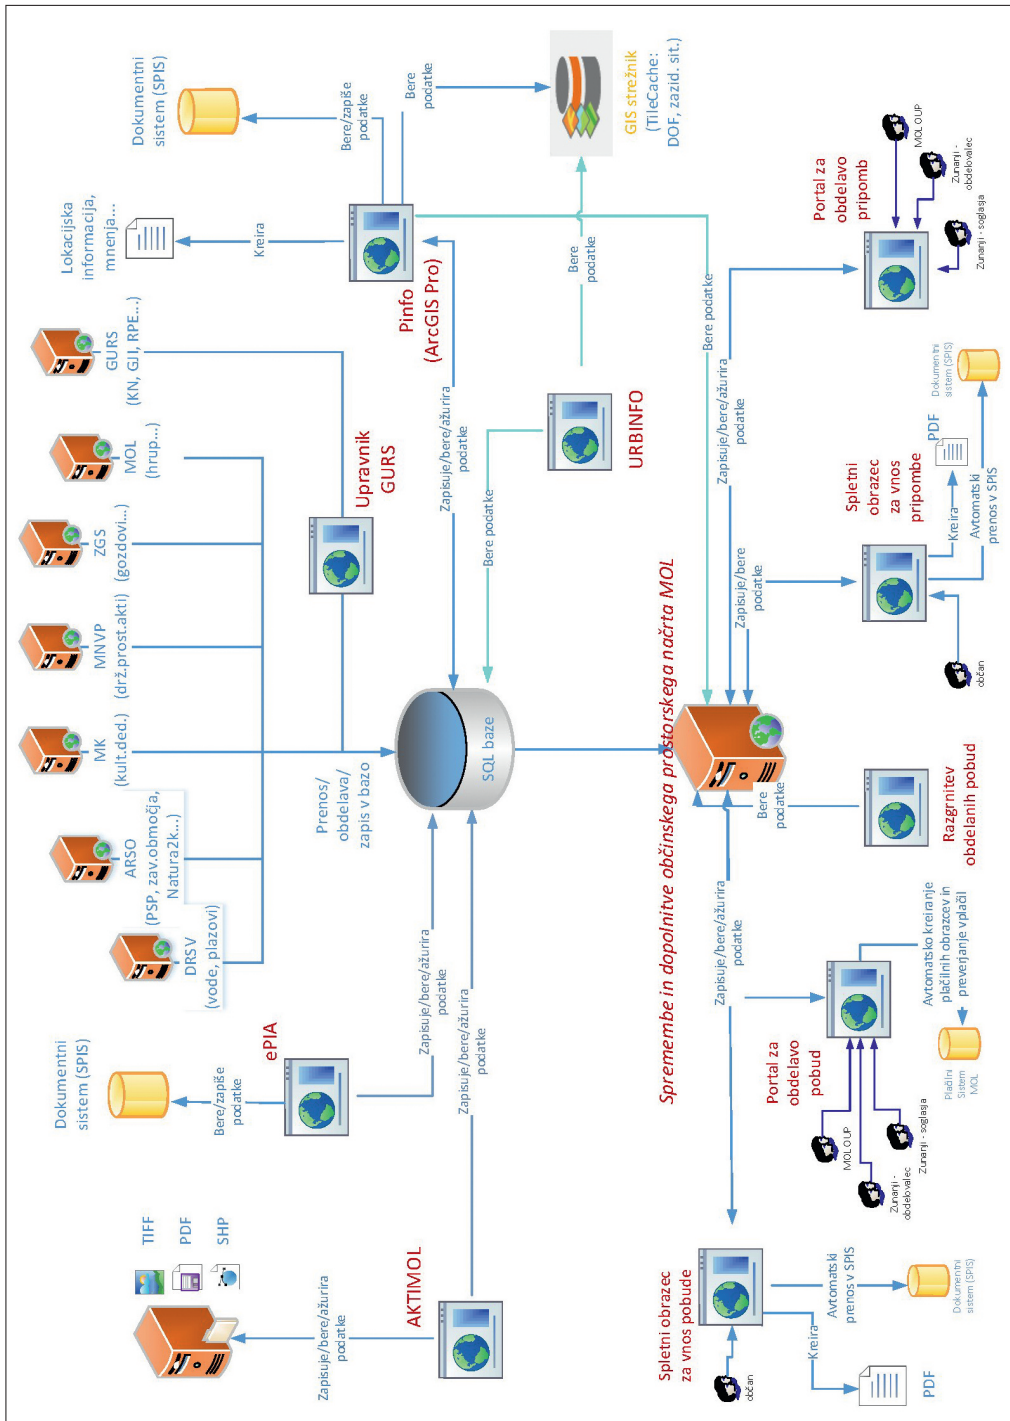 TIFF
PDF
SHP
Zapisuje/bere/ažurira
podatke
AKTIMOL
Dokumentni
sistem (SPIS)
Bere/zapiše
podatke
ePIA
Zapisuje/bere/ažurira
podatke
Zapisuje/bere/ažurira
podatke
DRSV
(vode, plazovi)
ARSO
(PSP, zav.območja,
Natura2k...)
MK
(kult.ded.)
MNVP
(drž.prost.akti)
ZGS
(gozdovi...)
MOL
(hrup...)
GURS
(KN, GJI, RPE...)
Upravnik
GURS
Prenos/
obdelava/
zapis v bazo
SQL baze
Lokacijska
informacija,
mnenja...
Kreira
Dokumentni
sistem (SPIS)
Bere/zapiše
podatke
Bere
podatke
Pinfo
(ArcGIS Pro)
GIS strežnik
(TileCache:
DOF, zazid. sit.)
Zapisuje/bere/ažurira
podatke
Bere podatke
URBINFO
Bere
podatke
Bere podatke
Spremembe in dopolnitve občinskega prostorskega načrta MOL
Zapisuje/bere/ažurira
podatke
Bere
podatke
Zapisuje/bere
podatke
Zapisuje/bere/ažurira
podatke
Spletni obrazec
za vnos pobude
občan
Kreira
PDF
Avtomatski
prenos v SPIS
Dokumentni
sistem (SPIS)
Portal za
obdelavo
pobud
MOL OUP
Zunanji -
obdelovalec
Zunanji - soglasja
Avtomatsko kreiranje
plačilnih obrazcev in
preverjanje vplačil
Plačilni
Sistem
MOL
Razgrnitev
obdelanih pobud
Spletni
obrazec
za vnos
pripombe
občan
Kreira
PDF
Avtomatski
prenos v SPIS
Dokumentni
sistem (SPIS)
Portal za
obdelavo
pripomb
MOL OUP
Zunanji -
obdelovalec
Zunanji - soglasja